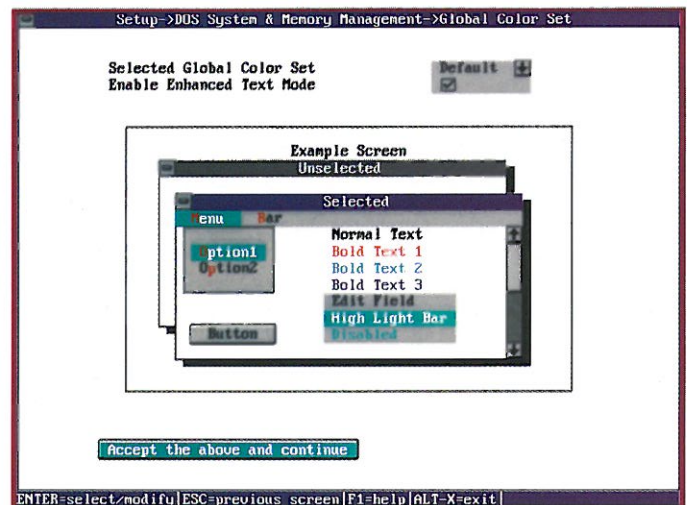 Setup->DOS System & Memory Management->Global Color Set
Selected Global Color Set Default
Enable Enhanced Text Mode
Example Screen
Unselected
Selected
Menu Bar
Normal Text
Option1 Bold Text 1
Option2 Bold Text 2
Bold Text 3
Edit Field
High Light Bar
Button Disabled
Accept the above and continue
ENTER=select/modify|ESC=previous screen|F1=help|ALT-X=exit|